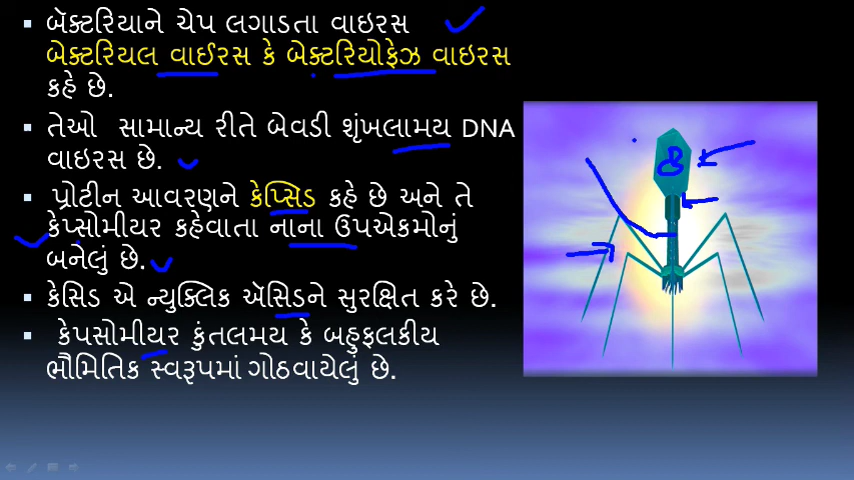 બૅક્ટરિયાને ચેપ લગાડતા વાઇરસ
બેક્ટરિયલ વાઈરસ કે બેક્ટરિયોફેઝ વાઇરસ
કહે છે.
તેઓ સામાન્ય રીતે બેવડી શૃંખલામય DNA
વાઇરસ છે.
પ્રોટીન આવરણને કેપ્સિડ કહે છે અને તે
કેપ્સોમીયર કહેવાતા નાના ઉપએકમોનું
બનેલું છે.
કેસિડ એ ન્યુક્લિક ઍસિડને સુરક્ષિત કરે છે.
કેપસોમીયર કુંતલમય કે બહુફલકીય
ભૌમિતિક સ્વરૂપમાં ગોઠવાયેલું છે.